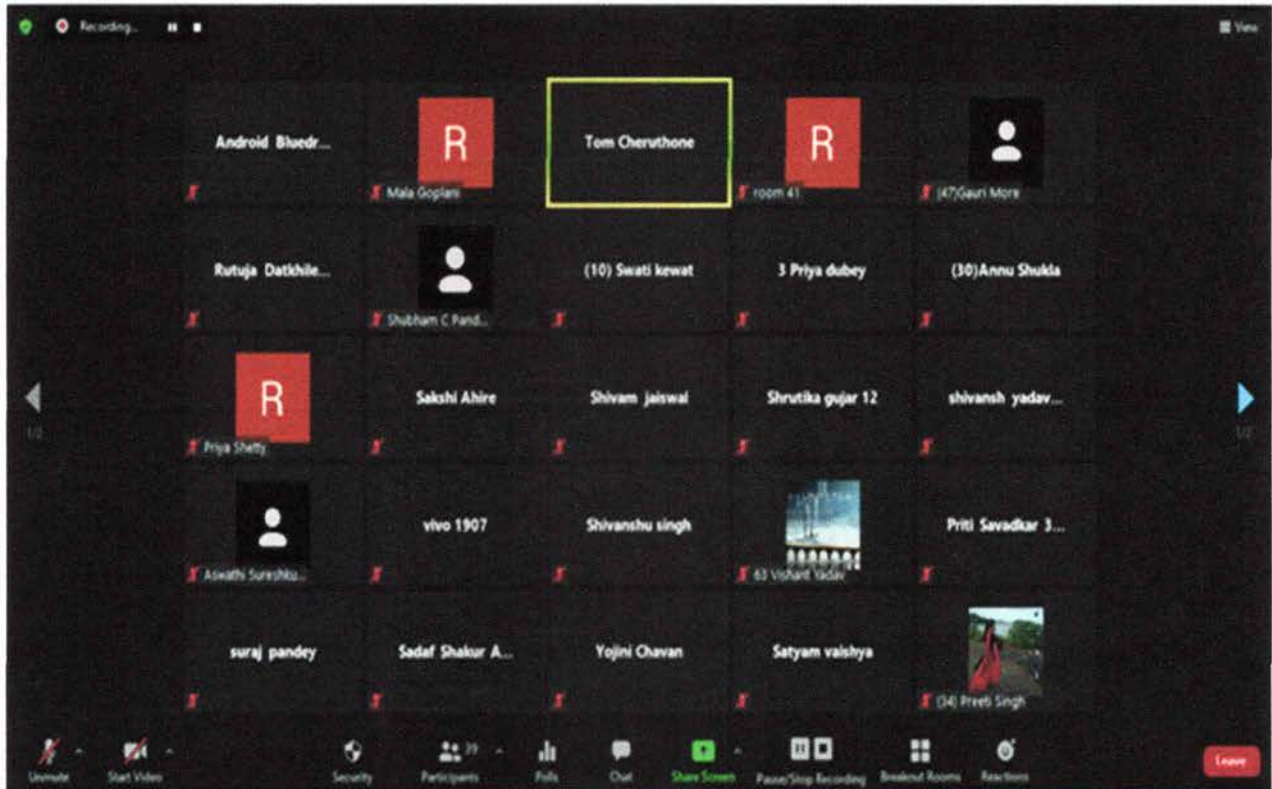 Recording...
View
Android Bluedr...
R
Mala Goplani
Tom Cheruthone
R
room 41
(47)Gauri More
Rutuja Datkhile...
Shubham C Pand...
(10) Swati kewat
3 Priya dubey
(30)Annu Shukla
R
Priya Shetty
Sakshi Ahire
Shivam jaiswal
Shrutika gujar 12
shivansh yadav...
1/2
1/2
Aswathi Sureshku...
vivo 1907
Shivanshu singh
63 Vishant Yadav
Priti Savadkar 3...
suraj pandey
Sadaf Shakur A...
Yojini Chavan
Satyam vaishya
(34) Preeti Singh
Unmute
Start Video
Security
39
Participants
Polls
Chat
Share Screen
Pause/Stop Recording
Breakout Rooms
Reactions
Leave